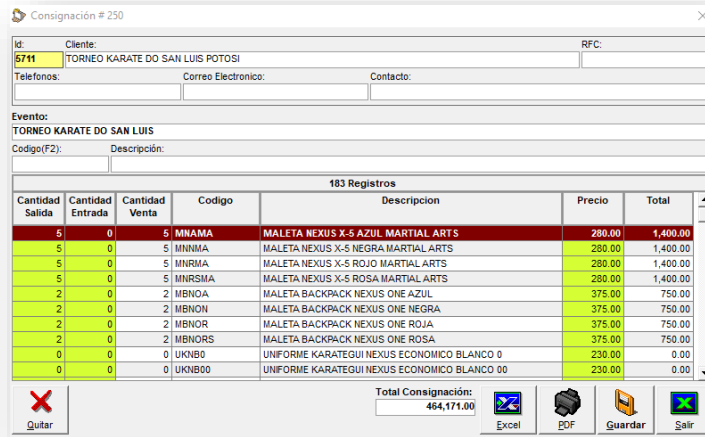 Consignación # 250
Id: Cliente: RFC:
5711 TORNEO KARATE DO SAN LUIS POTOSI
Telefonos: Correo Electronico: Contacto:
Evento:
TORNEO KARATE DO SAN LUIS
Codigo(F2): Descripción:
183 Registros
Cantidad Salida Cantidad Entrada Cantidad Venta Codigo Descripcion Precio Total
5 0 5 MNAMA MALETA NEXUS X-5 AZUL MARTIAL ARTS 280.00 1,400.00
5 0 5 MNNMA MALETA NEXUS X-5 NEGRA MARTIAL ARTS 280.00 1,400.00
5 0 5 MNRMA MALETA NEXUS X-5 ROJO MARTIAL ARTS 280.00 1,400.00
5 0 5 MNRSMA MALETA NEXUS X-5 ROSA MARTIAL ARTS 280.00 1,400.00
2 0 2 MBNOA MALETA BACKPACK NEXUS ONE AZUL 375.00 750.00
2 0 2 MBNON MALETA BACKPACK NEXUS ONE NEGRA 375.00 750.00
2 0 2 MBNOR MALETA BACKPACK NEXUS ONE ROJA 375.00 750.00
2 0 2 MBNORS MALETA BACKPACK NEXUS ONE ROSA 375.00 750.00
0 0 0 UKNB0 UNIFORME KARATEGUI NEXUS ECONOMICO BLANCO 0 230.00 0.00
0 0 0 UKNB00 UNIFORME KARATEGUI NEXUS ECONOMICO BLANCO 00 230.00 0.00
Total Consignación:
464,171.00
Quitar Excel PDF Guardar Salir